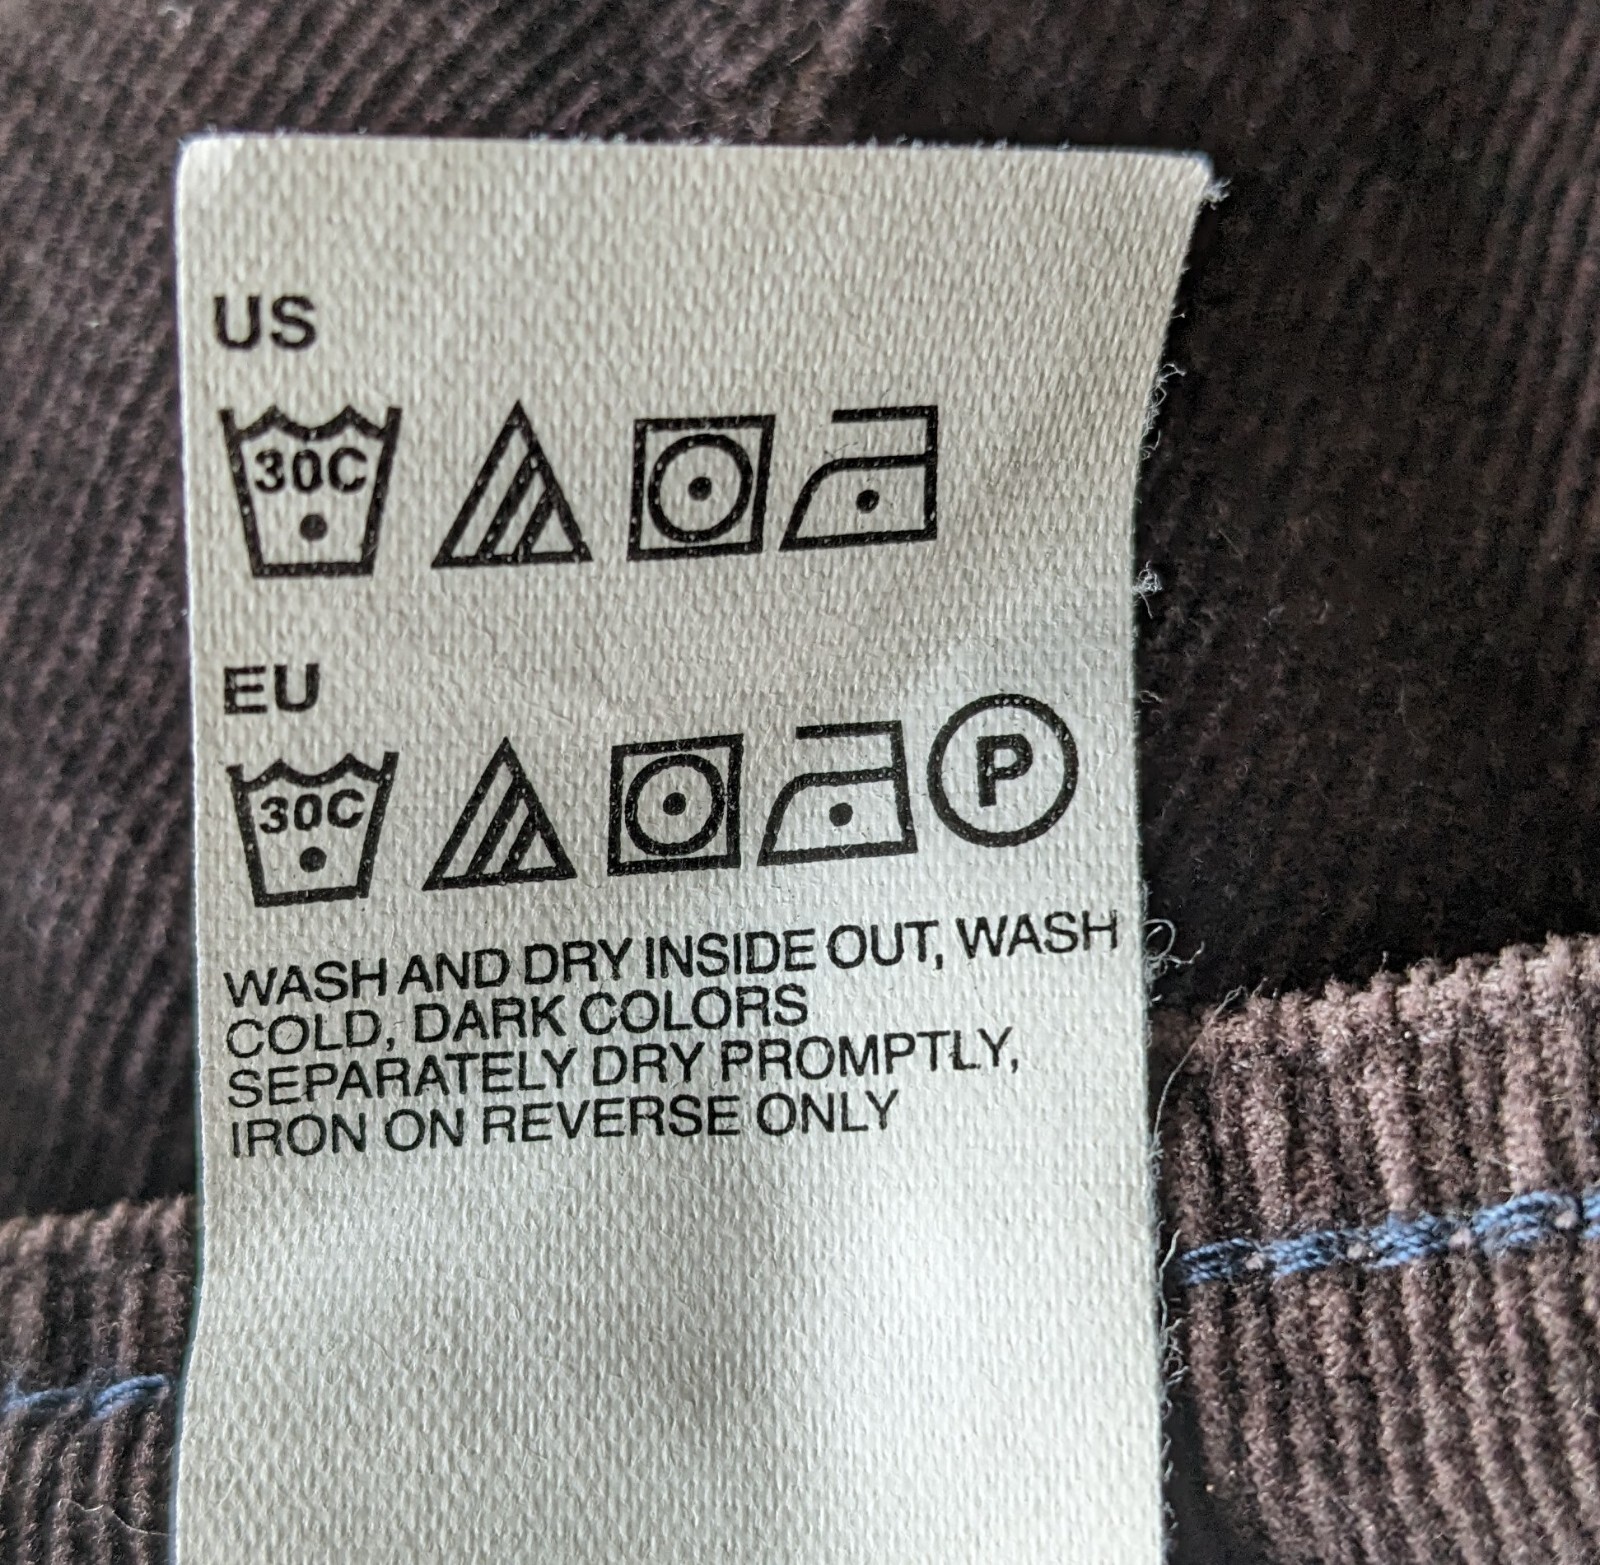 US
30C
EU
30C P
WASH AND DRY INSIDE OUT, WASH
COLD, DARK COLORS
SEPARATELY DRY PROMPTLY,
IRON ON REVERSE ONLY